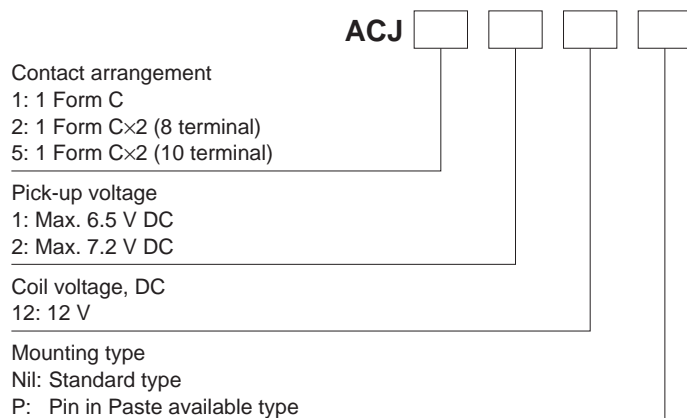 ACJ
Contact arrangement
1: 1 Form C
2: 1 Form C×2 (8 terminal)
5: 1 Form C×2 (10 terminal)
Pick-up voltage
1: Max. 6.5 V DC
2: Max. 7.2 V DC
Coil voltage, DC
12: 12 V
Mounting type
Nil: Standard type
P: Pin in Paste available type